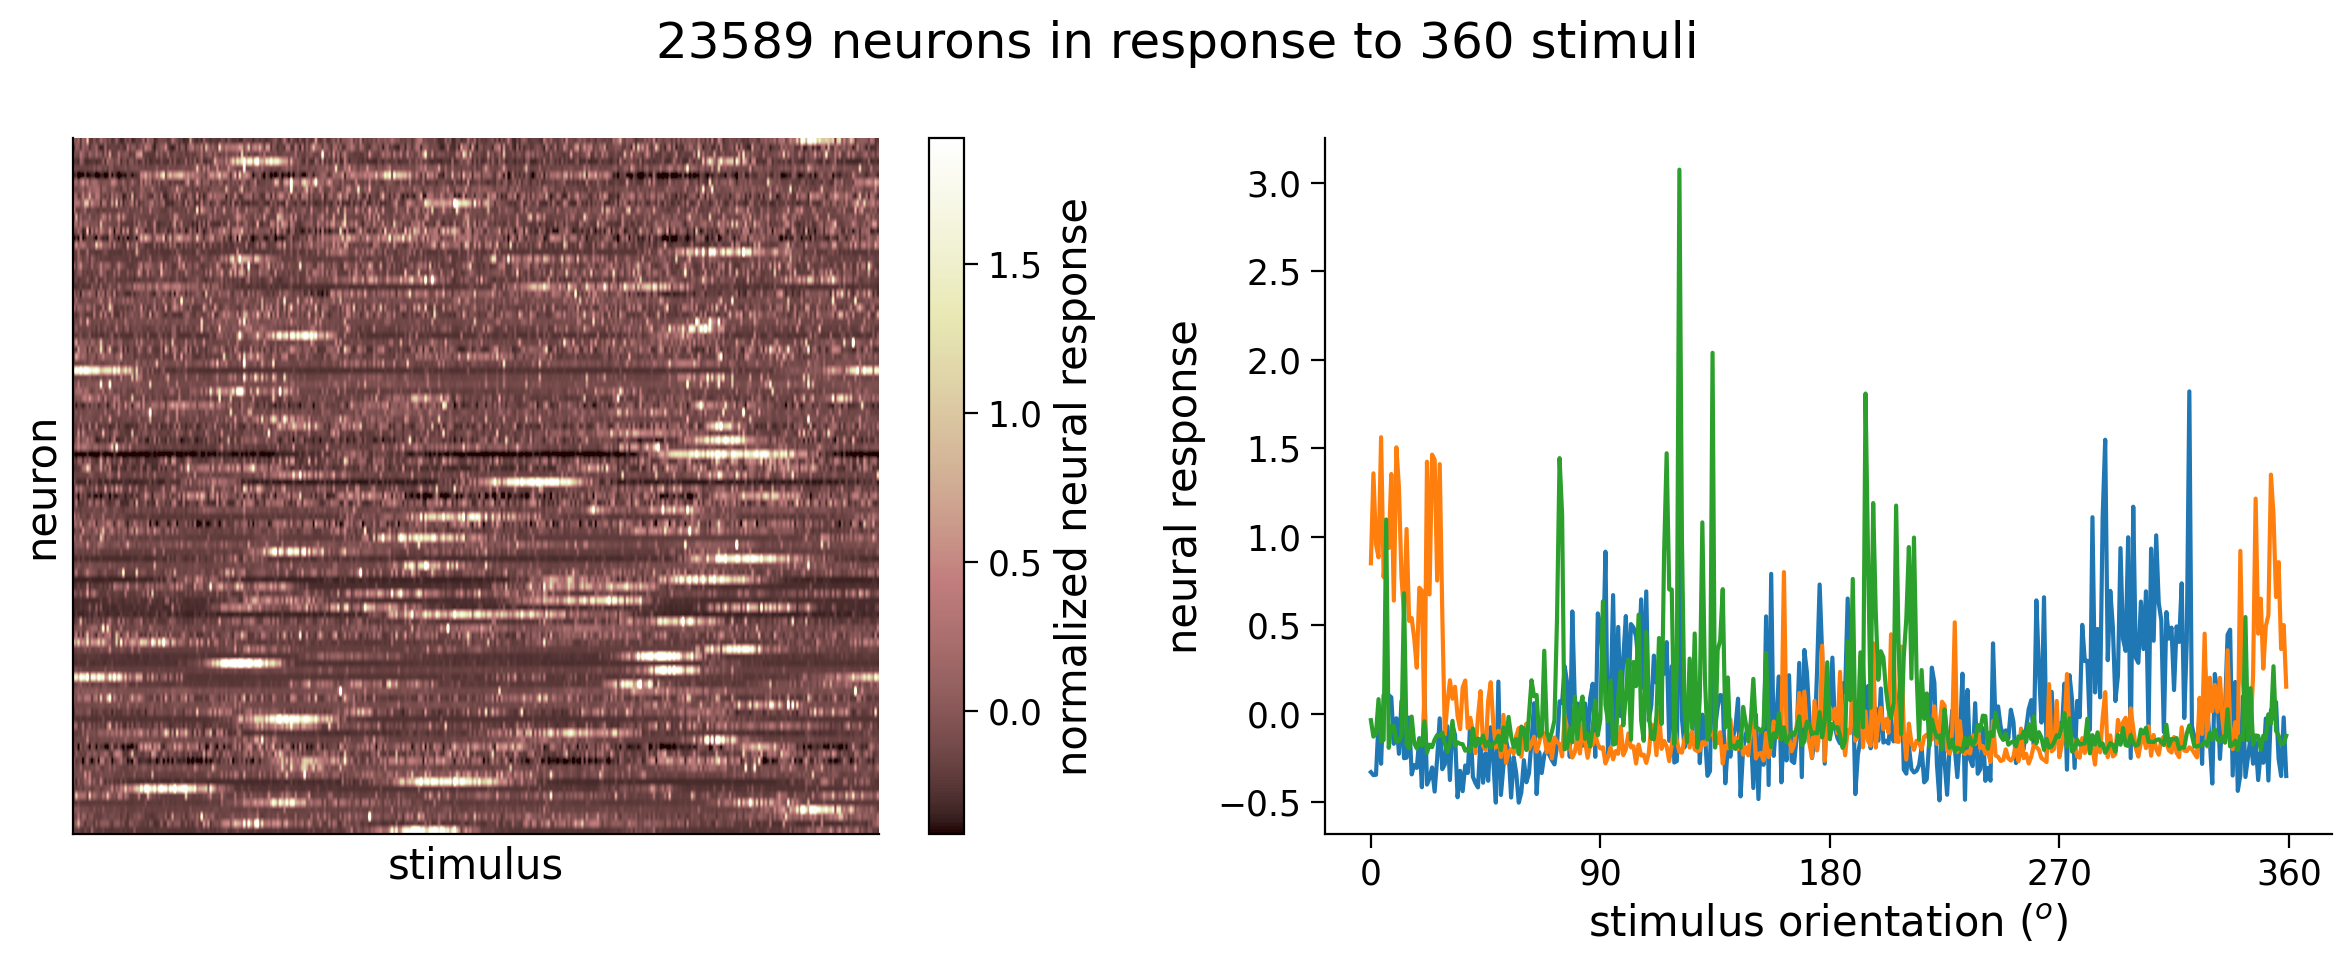 23589 neurons in response to 360 stimuli
neuron
stimulus
1.5
1.0
0.5
0.0
normalized neural response
neural response
3.0
2.5
2.0
1.5
1.0
0.5
0.0
−0.5
0 90 180 270 360
stimulus orientation (ᵒ)